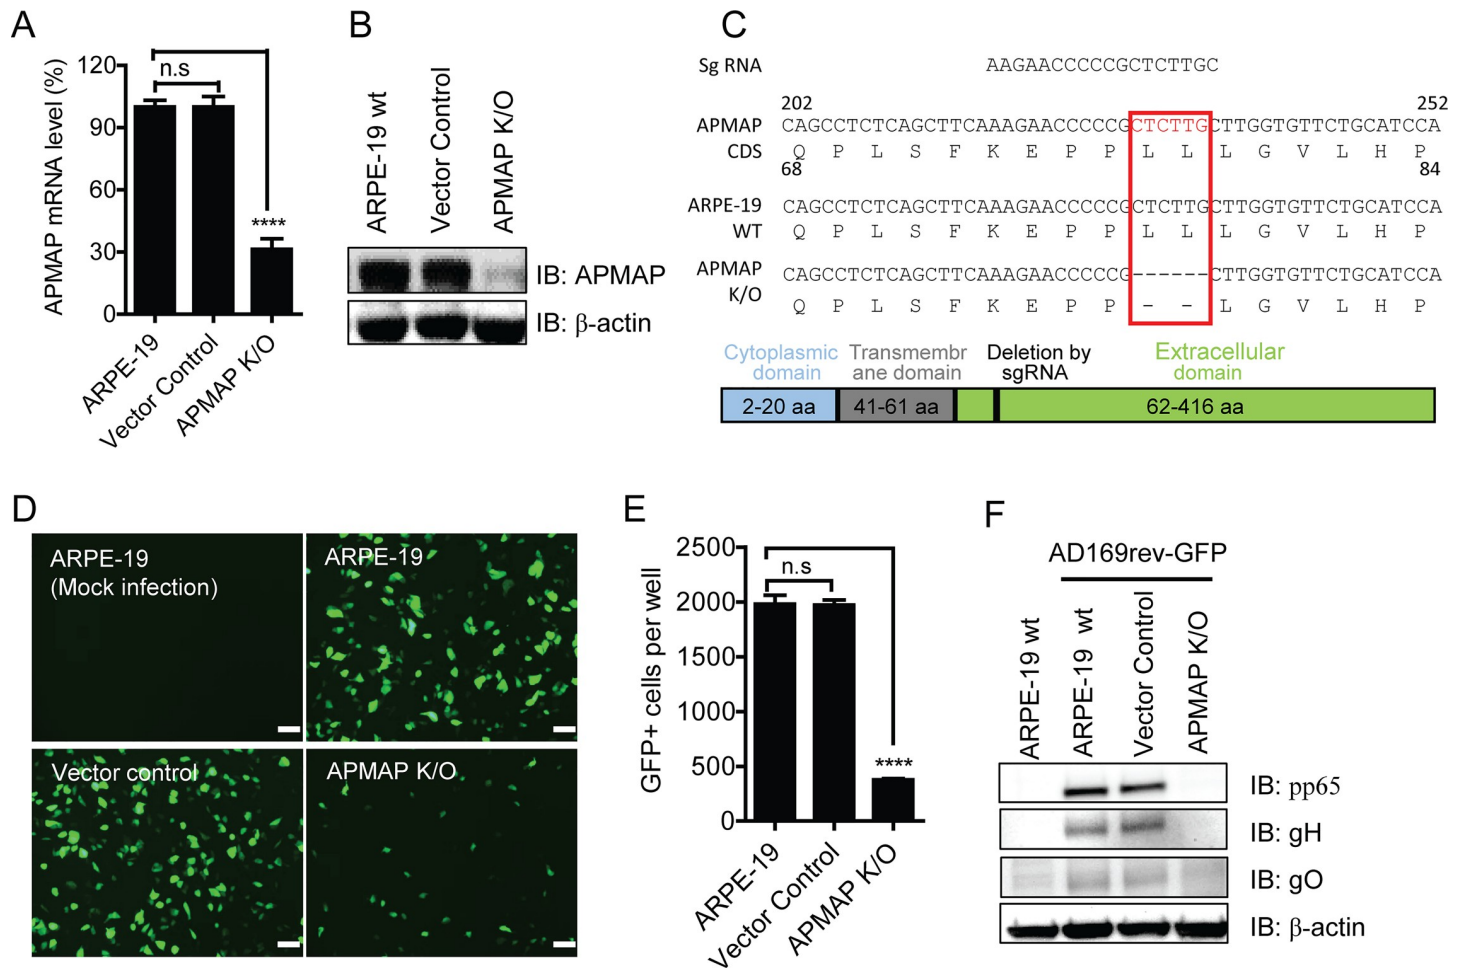 A
APMAP mRNA level (%)
120
90
60
30
0
n.s
****
ARPE-19
Vector Control
APMAP K/O
B
ARPE-19 wt
Vector Control
APMAP K/O
IB: APMAP
IB: β-actin
C
Sg RNA
AAGAACCCCCGCTCTTGC
202
252
APMAP
CAGCCTCTCAGCTTCAAAGAACCCCCGCTCTTGCTTGGTGTTCTGCATCCA
CDS
Q P L S F K E P P L L L G V L H P
68
84
ARPE-19
CAGCCTCTCAGCTTCAAAGAACCCCCGCTCTTGCTTGGTGTTCTGCATCCA
WT
Q P L S F K E P P L L L G V L H P
APMAP
CAGCCTCTCAGCTTCAAAGAACCCCCG------CTTGGTGTTCTGCATCCA
K/O
Q P L S F K E P P – – L G V L H P
Cytoplasmic
domain
Transmembr
ane domain
Deletion by
sgRNA
Extracellular
domain
2-20 aa
41-61 aa
62-416 aa
D
ARPE-19
(Mock infection)
ARPE-19
Vector control
APMAP K/O
E
GFP+ cells per well
2500
2000
1500
1000
500
0
n.s
****
ARPE-19
Vector Control
APMAP K/O
F
AD169rev-GFP
ARPE-19 wt
ARPE-19 wt
Vector Control
APMAP K/O
IB: pp65
IB: gH
IB: gO
IB: β-actin